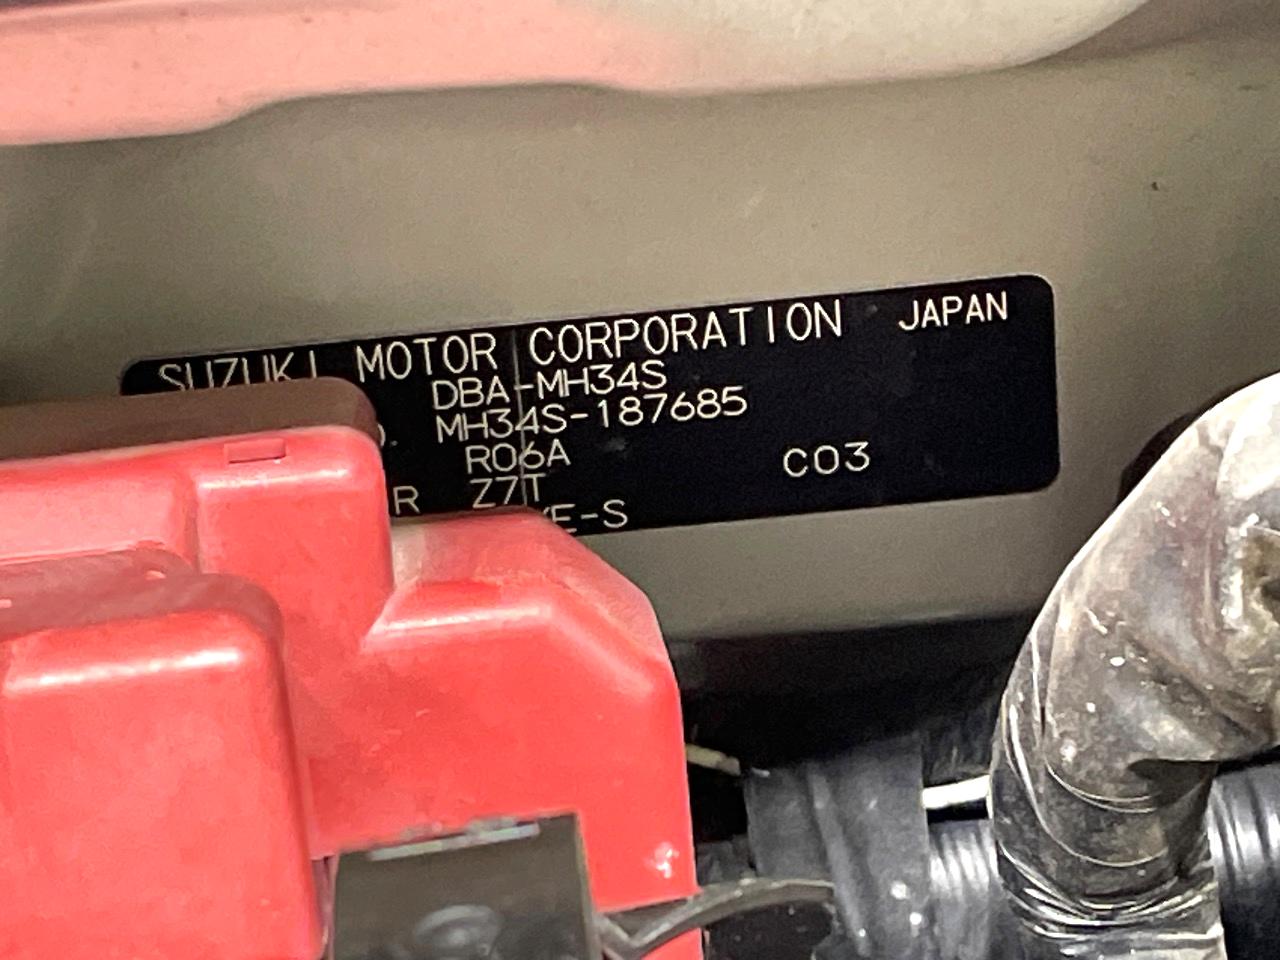 SUZUKI MOTOR CORPORATION JAPAN
DBA-MH34S
MH34S-187685
R06A C03
R Z7T
E-S